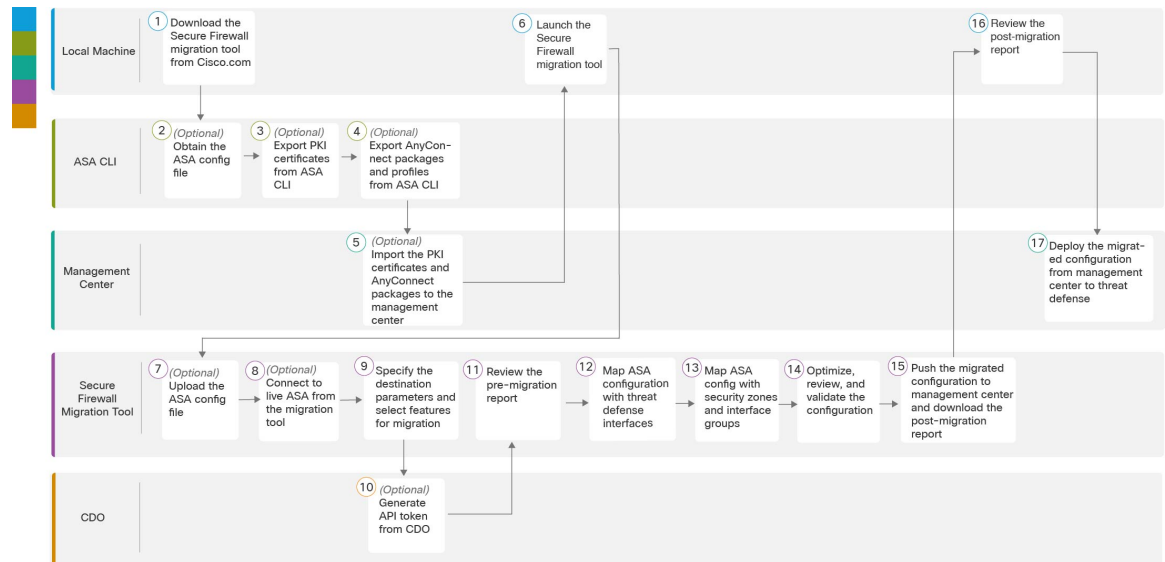 Local Machine
1
Download the
Secure Firewall
migration tool
from Cisco.com
6
Launch the
Secure
Firewall
migration tool
16
Review the
post-migration
report
ASA CLI
2
(Optional)
Obtain the
ASA config
file
3
(Optional)
Export PKI
certificates
from ASA
CLI
4
(Optional)
Export AnyCon-
nect packages
and profiles
from ASA CLI
Management
Center
5
(Optional)
Import the PKI
certificates and
AnyConnect
packages to the
management
center
17
Deploy the migrat-
ed configuration
from management
center to threat
defense
Secure
Firewall
Migration Tool
7
(Optional)
Upload the
ASA config
file
8
(Optional)
Connect to
live ASA from
the migration
tool
9
Specify the
destination
parameters and
select features
for migration
11
Review the
pre-migration
report
12
Map ASA
configuration
with threat
defense
interfaces
13
Map ASA
config with
security zones
and interface
groups
14
Optimize,
review, and
validate the
configuration
15
Push the migrated
configuration to
management center
and download the
post-migration
report
CDO
10
(Optional)
Generate
API token
from CDO